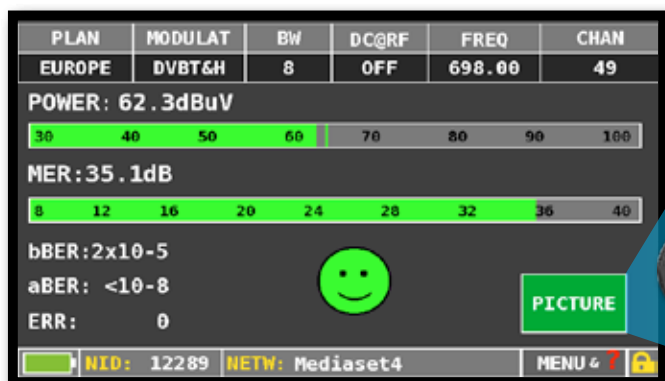 PLAN MODULAT BW DC@RF FREQ CHAN
EUROPE DVBT&H 8 OFF 698.00 49
POWER: 62.3dBuV
30 40 50 60 70 80 90 100
MER:35.1dB
8 12 16 20 24 28 32 36 40
bBER:2x10-5
aBER: <10-8
PICTURE
ERR: 0
NID: 12289 NETW: Mediaset4 MENU & ?